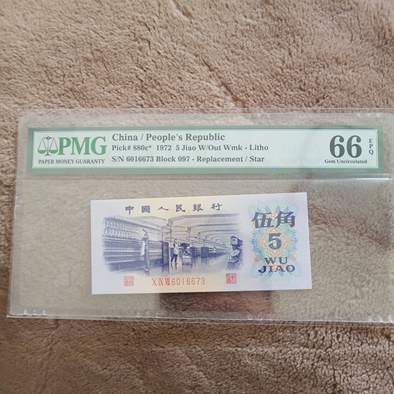 PMG
PAPER MONEY GUARANTY
China / People's Republic
Pick# 880c* 1972 5 Jiao W/Out Wmk - Litho
S/N 6016673 Block 097 - Replacement / Star
66 EPQ
Gem Uncirculated
中國人民銀行
伍角
5
WU
JIAO
6016673